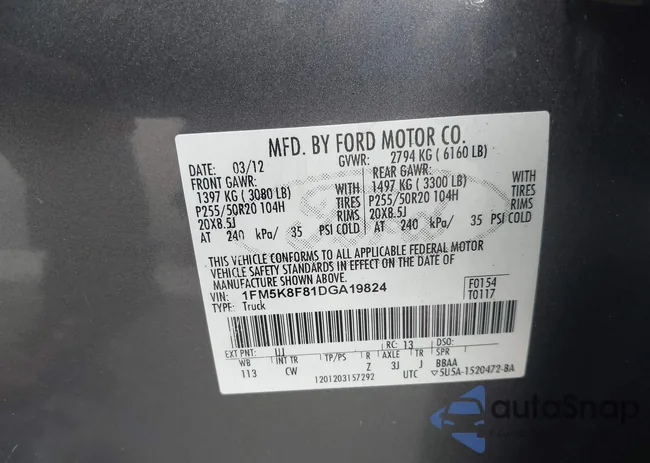 MFD. BY FORD MOTOR CO.
DATE: 03/12 GVWR: 2794 KG ( 6160 LB)
FRONT GAWR: REAR GAWR:
1397 KG ( 3080 LB) WITH 1497 KG ( 3300 LB) WITH
P255/50R20 104H TIRES P255/50R20 104H TIRES
20X8.5J RIMS 20X8.5J RIMS
AT 240 kPa/ 35 PSI COLD AT 240 kPa/ 35 PSI COLD
THIS VEHICLE CONFORMS TO ALL APPLICABLE FEDERAL MOTOR
VEHICLE SAFETY STANDARDS IN EFFECT ON THE DATE OF
MANUFACTURE SHOWN ABOVE.
VIN: 1FM5K8F81DGA19824 F0154
TYPE: Truck T0117
EXT PNT: UJ RC: 13 DSO:
WB INT TR TP/PS R AXLE TR SPR
113 CW Z 3J J BBAA
1201203157292 UTC ▽5U5A-1520472-BA
Ford
autoSnap